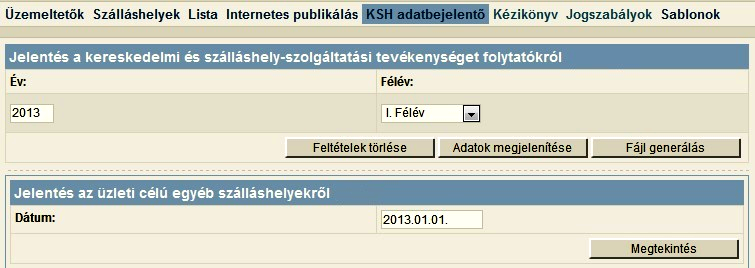 Üzemeltetők Szálláshelyek Lista Internetes publikálás KSH adatbejelentő Kézikönyv Jogszabályok Sablonok
Jelentés a kereskedelmi és szálláshely-szolgáltatási tevékenységet folytatókról
Év: Félév:
2013 I. Félév
Feltételek törlése Adatok megjelenítése Fájl generálás
Jelentés az üzleti célú egyéb szálláshelyekről
Dátum: 2013.01.01.
Megtekintés